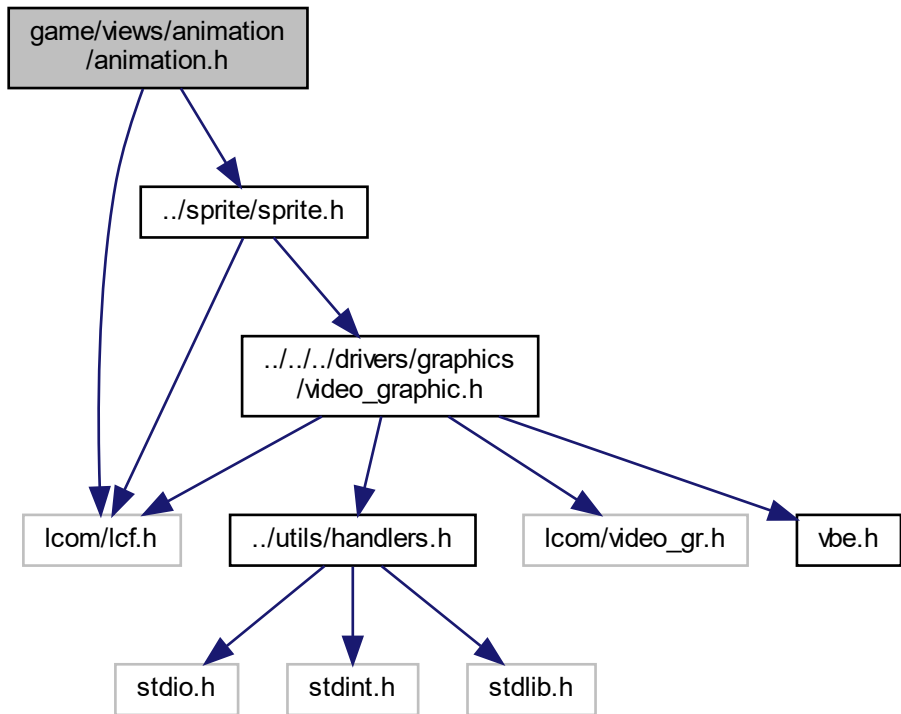 game/views/animation
/animation.h
../sprite/sprite.h
../../../drivers/graphics
/video_graphic.h
lcom/lcf.h
../utils/handlers.h
lcom/video_gr.h
vbe.h
stdio.h
stdint.h
stdlib.h